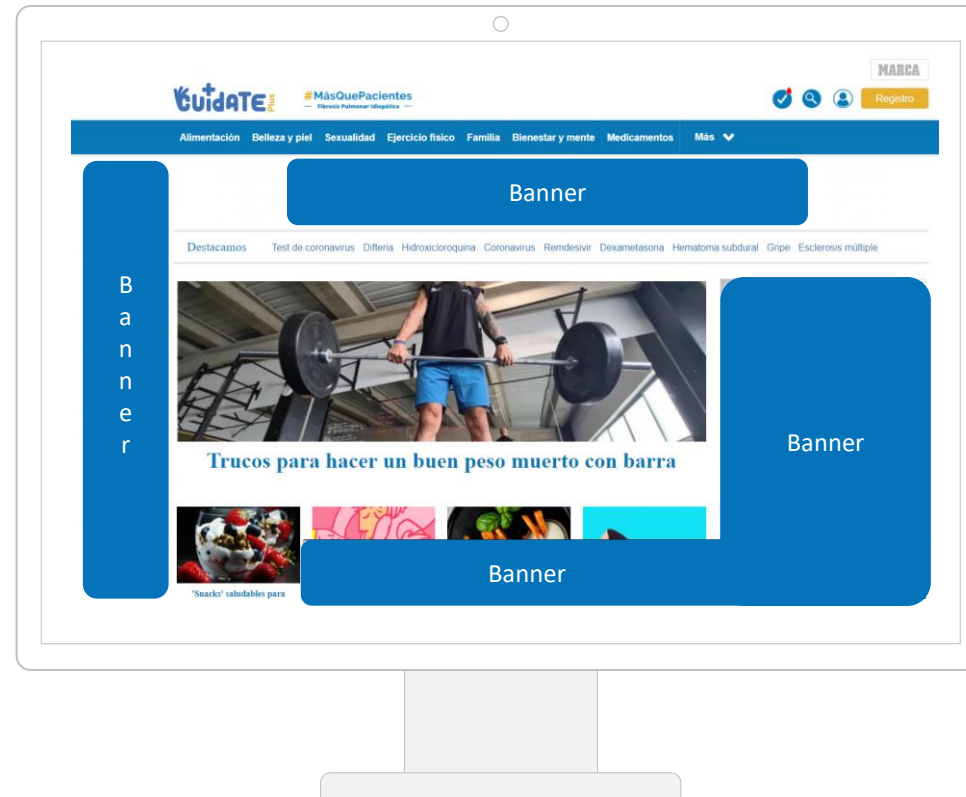 MARCA
CuidATE Plus
#MásQuePacientes
Fibrosis Pulmonar Idiopática
Registro
Alimentación Belleza y piel Sexualidad Ejercicio físico Familia Bienestar y mente Medicamentos Más
Banner
Banner
Destacamos Test de coronavirus Difteria Hidroxicloroquina Coronavirus Remdesivir Dexametasona Hematoma subdural Gripe Esclerosis múltiple
Banner
Trucos para hacer un buen peso muerto con barra
Banner
'Snacks' saludables para